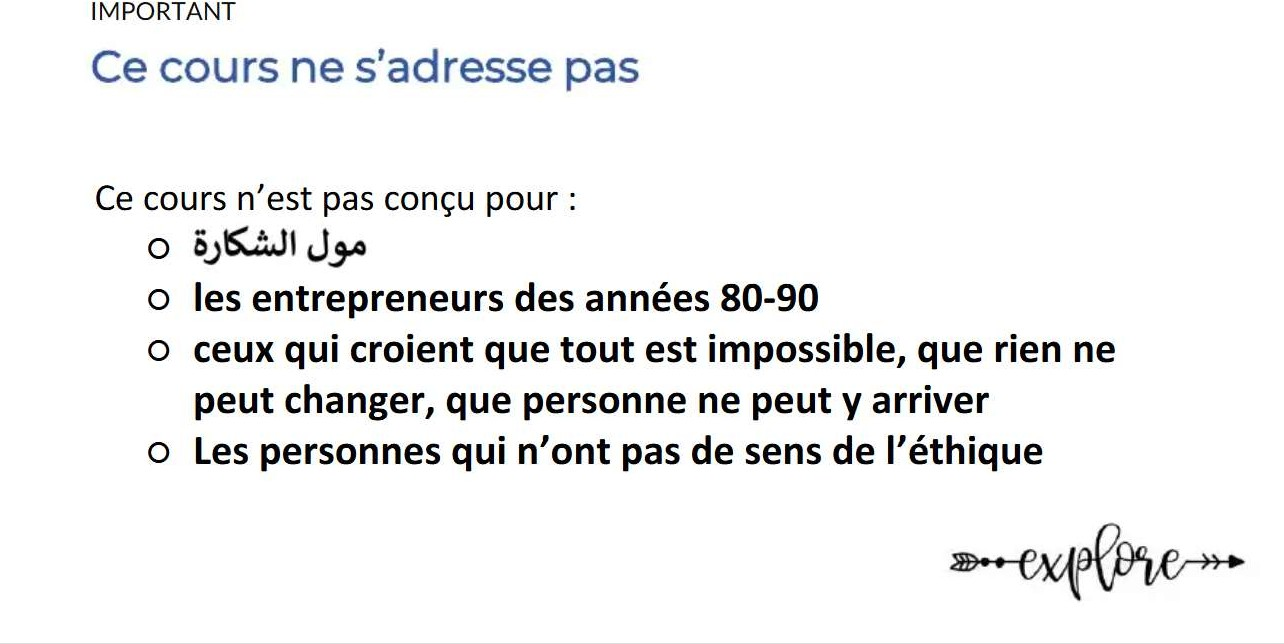 IMPORTANT
Ce cours ne s’adresse pas
Ce cours n’est pas conçu pour :
مول الشكارة
les entrepreneurs des années 80-90
ceux qui croient que tout est impossible, que rien ne
peut changer, que personne ne peut y arriver
Les personnes qui n’ont pas de sens de l’éthique
explore